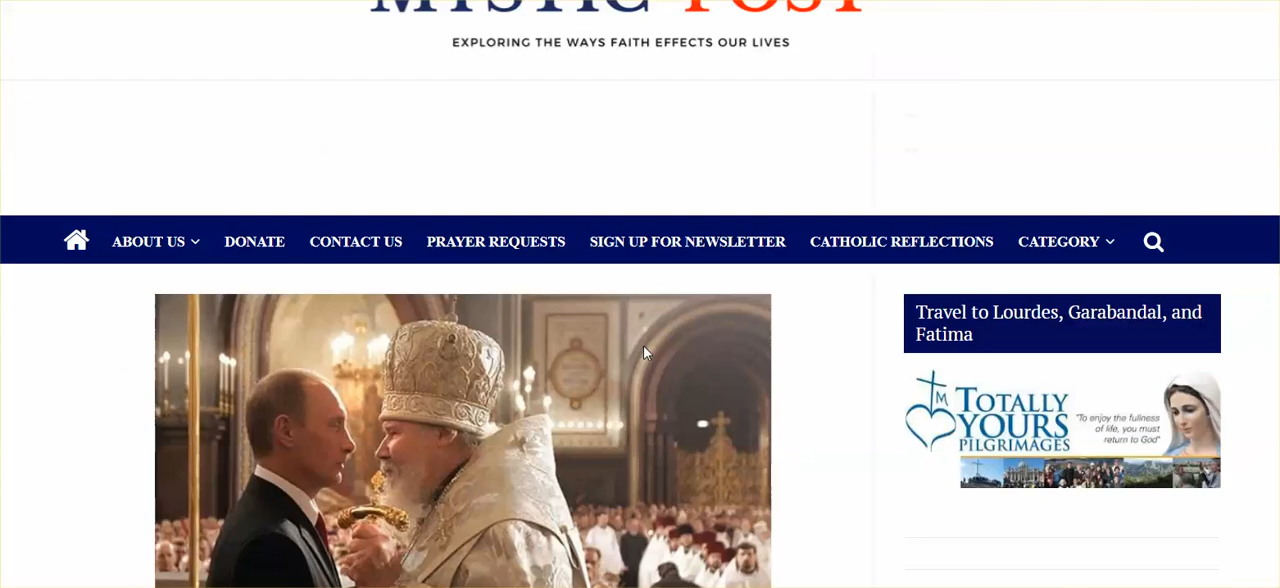 MYSTIC POST
EXPLORING THE WAYS FAITH EFFECTS OUR LIVES
ABOUT US DONATE CONTACT US PRAYER REQUESTS SIGN UP FOR NEWSLETTER CATHOLIC REFLECTIONS CATEGORY
Travel to Lourdes, Garabandal, and
Fatima
M
TOTALLY
YOURS
PILGRIMAGES
"To enjoy the fullness
of life, you must
return to God"